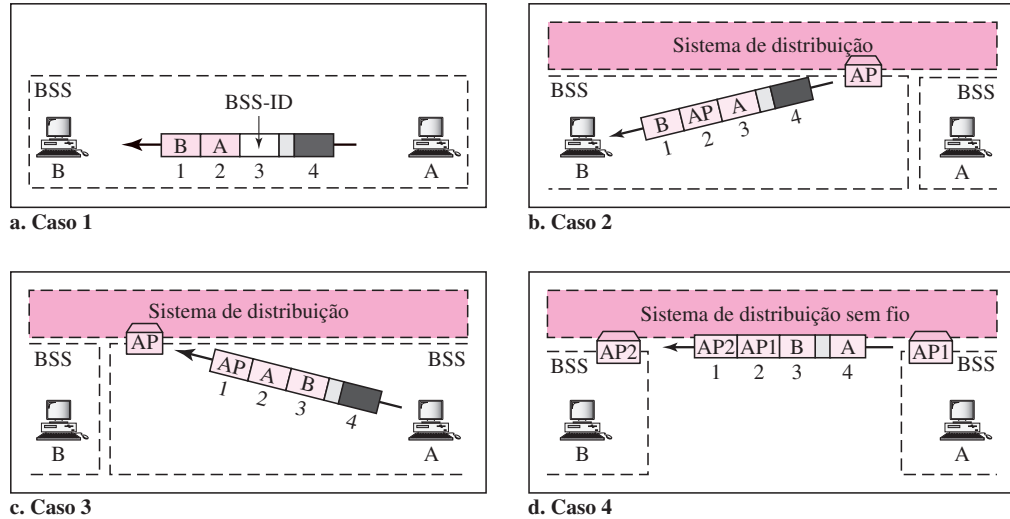 BSS
BSS-ID
B A
1 2 3 4
B
A
a. Caso 1
Sistema de distribuição
AP
BSS
BSS
B AP A
1 2 3 4
B
A
b. Caso 2
Sistema de distribuição
AP
BSS
BSS
AP A B
1 2 3 4
B
A
c. Caso 3
Sistema de distribuição sem fio
AP2
AP2 AP1 B A
AP1
BSS
BSS
1 2 3 4
B
A
d. Caso 4